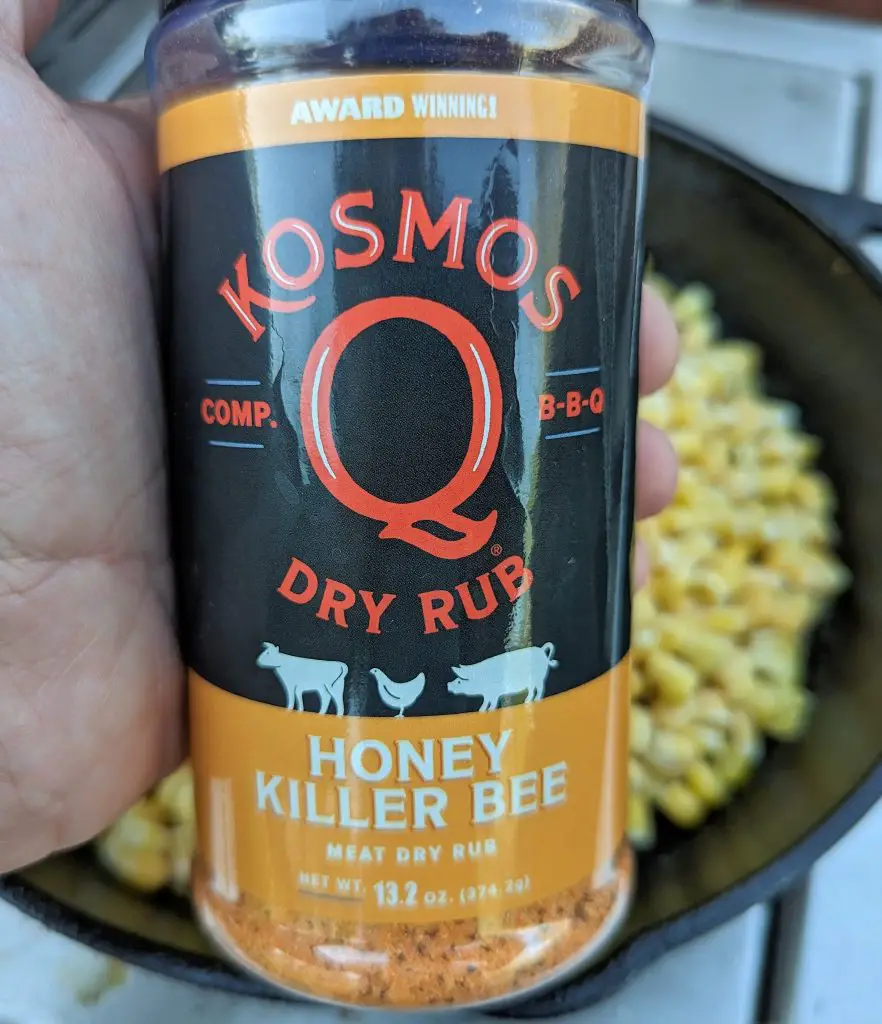 AWARD WINNING!
KOSMOS
Q
COMP.
B-B-Q
®
DRY RUB
HONEY
KILLER BEE
MEAT DRY RUB
NET WT. 13.2 OZ. (374.2g)